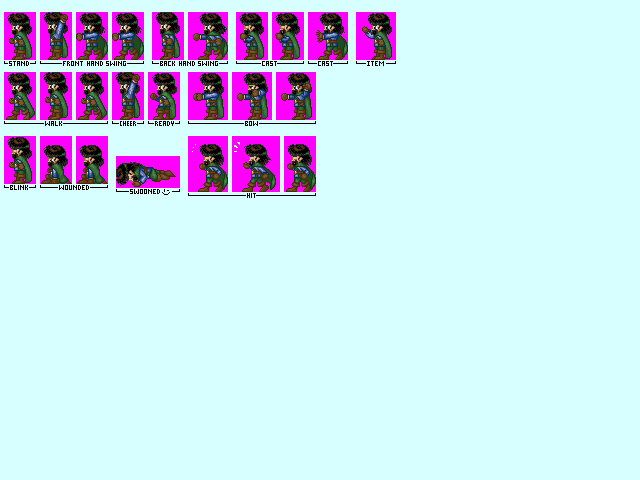 STAND FRONT HAND SWING BACK HAND SWING CAST CAST ITEM
WALK CHEER READY BOW
BLINK WOUNDED SWOONED HIT